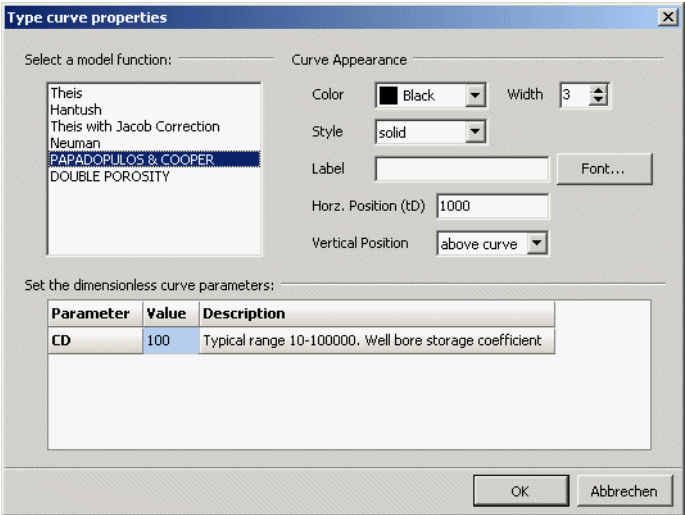 Type curve properties
Select a model function:
Theis
Hantush
Theis with Jacob Correction
Neuman
PAPADOPULOS & COOPER
DOUBLE POROSITY
Curve Appearance
Color Black Width 3
Style solid
Label Font...
Horz. Position (tD) 1000
Vertical Position above curve
Set the dimensionless curve parameters:
Parameter Value Description
CD 100 Typical range 10-100000. Well bore storage coefficient
OK Abbrechen